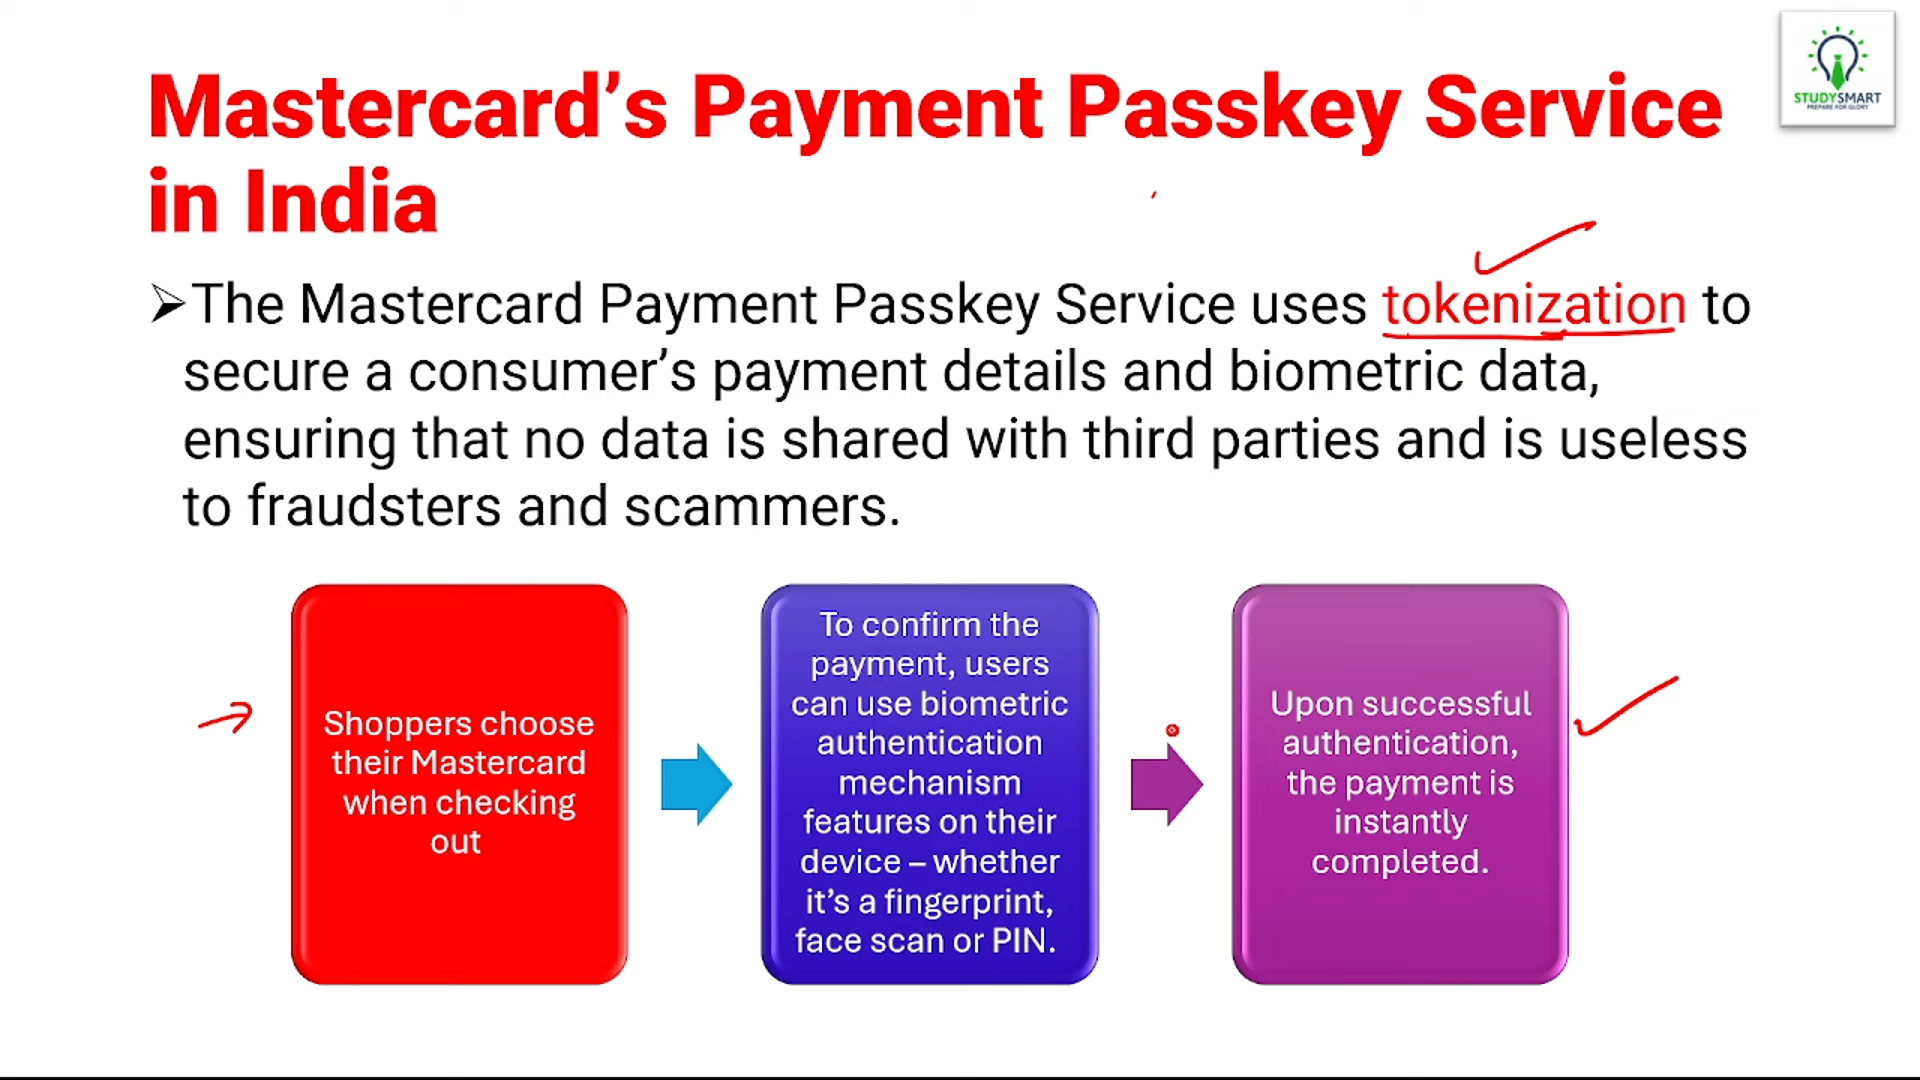 STUDYSMART
PREPARE FOR GLORY
Mastercard’s Payment Passkey Service
in India
➢The Mastercard Payment Passkey Service uses tokenization to
secure a consumer’s payment details and biometric data,
ensuring that no data is shared with third parties and is useless
to fraudsters and scammers.
Shoppers choose
their Mastercard
when checking
out
To confirm the
payment, users
can use biometric
authentication
mechanism
features on their
device – whether
it’s a fingerprint,
face scan or PIN.
Upon successful
authentication,
the payment is
instantly
completed.